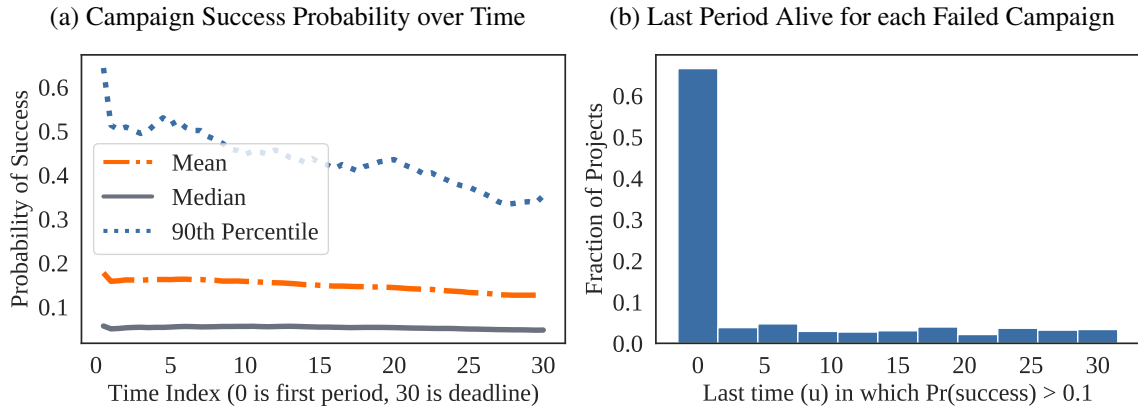 (a) Campaign Success Probability over Time
Probability of Success
0.6
0.5
0.4
0.3
0.2
0.1
Mean
Median
90th Percentile
0 5 10 15 20 25 30
Time Index (0 is first period, 30 is deadline)
(b) Last Period Alive for each Failed Campaign
Fraction of Projects
0.6
0.5
0.4
0.3
0.2
0.1
0.0
0 5 10 15 20 25 30
Last time (u) in which Pr(success) > 0.1